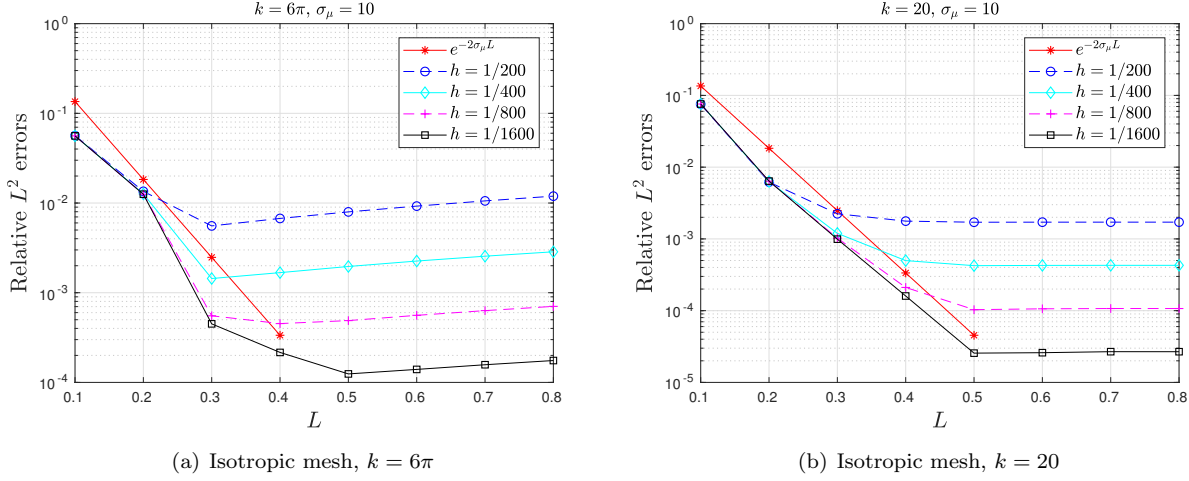 k = 6π, σ_μ = 10
10^0
10^-1
10^-2
10^-3
10^-4
Relative L^2 errors
e^{-2σ_μ L}
h = 1/200
h = 1/400
h = 1/800
h = 1/1600
0.1 0.2 0.3 0.4 0.5 0.6 0.7 0.8
L
(a) Isotropic mesh, k = 6π
k = 20, σ_μ = 10
10^0
10^-1
10^-2
10^-3
10^-4
10^-5
Relative L^2 errors
e^{-2σ_μ L}
h = 1/200
h = 1/400
h = 1/800
h = 1/1600
0.1 0.2 0.3 0.4 0.5 0.6 0.7 0.8
L
(b) Isotropic mesh, k = 20